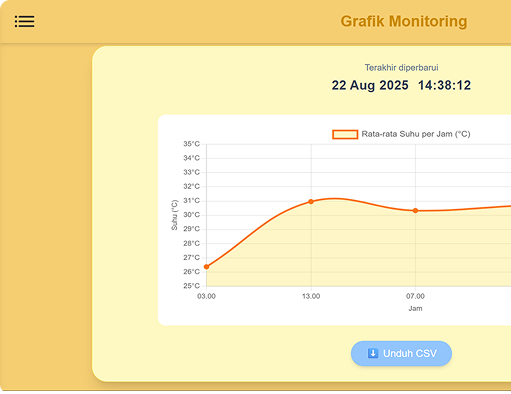 Grafik Monitoring
Terakhir diperbarui
22 Aug 2025 14:38:12
Rata-rata Suhu per Jam (°C)
35°C
34°C
33°C
32°C
31°C
30°C
29°C
28°C
27°C
26°C
25°C
Suhu (°C)
03.00 13.00 07.00
Jam
Unduh CSV